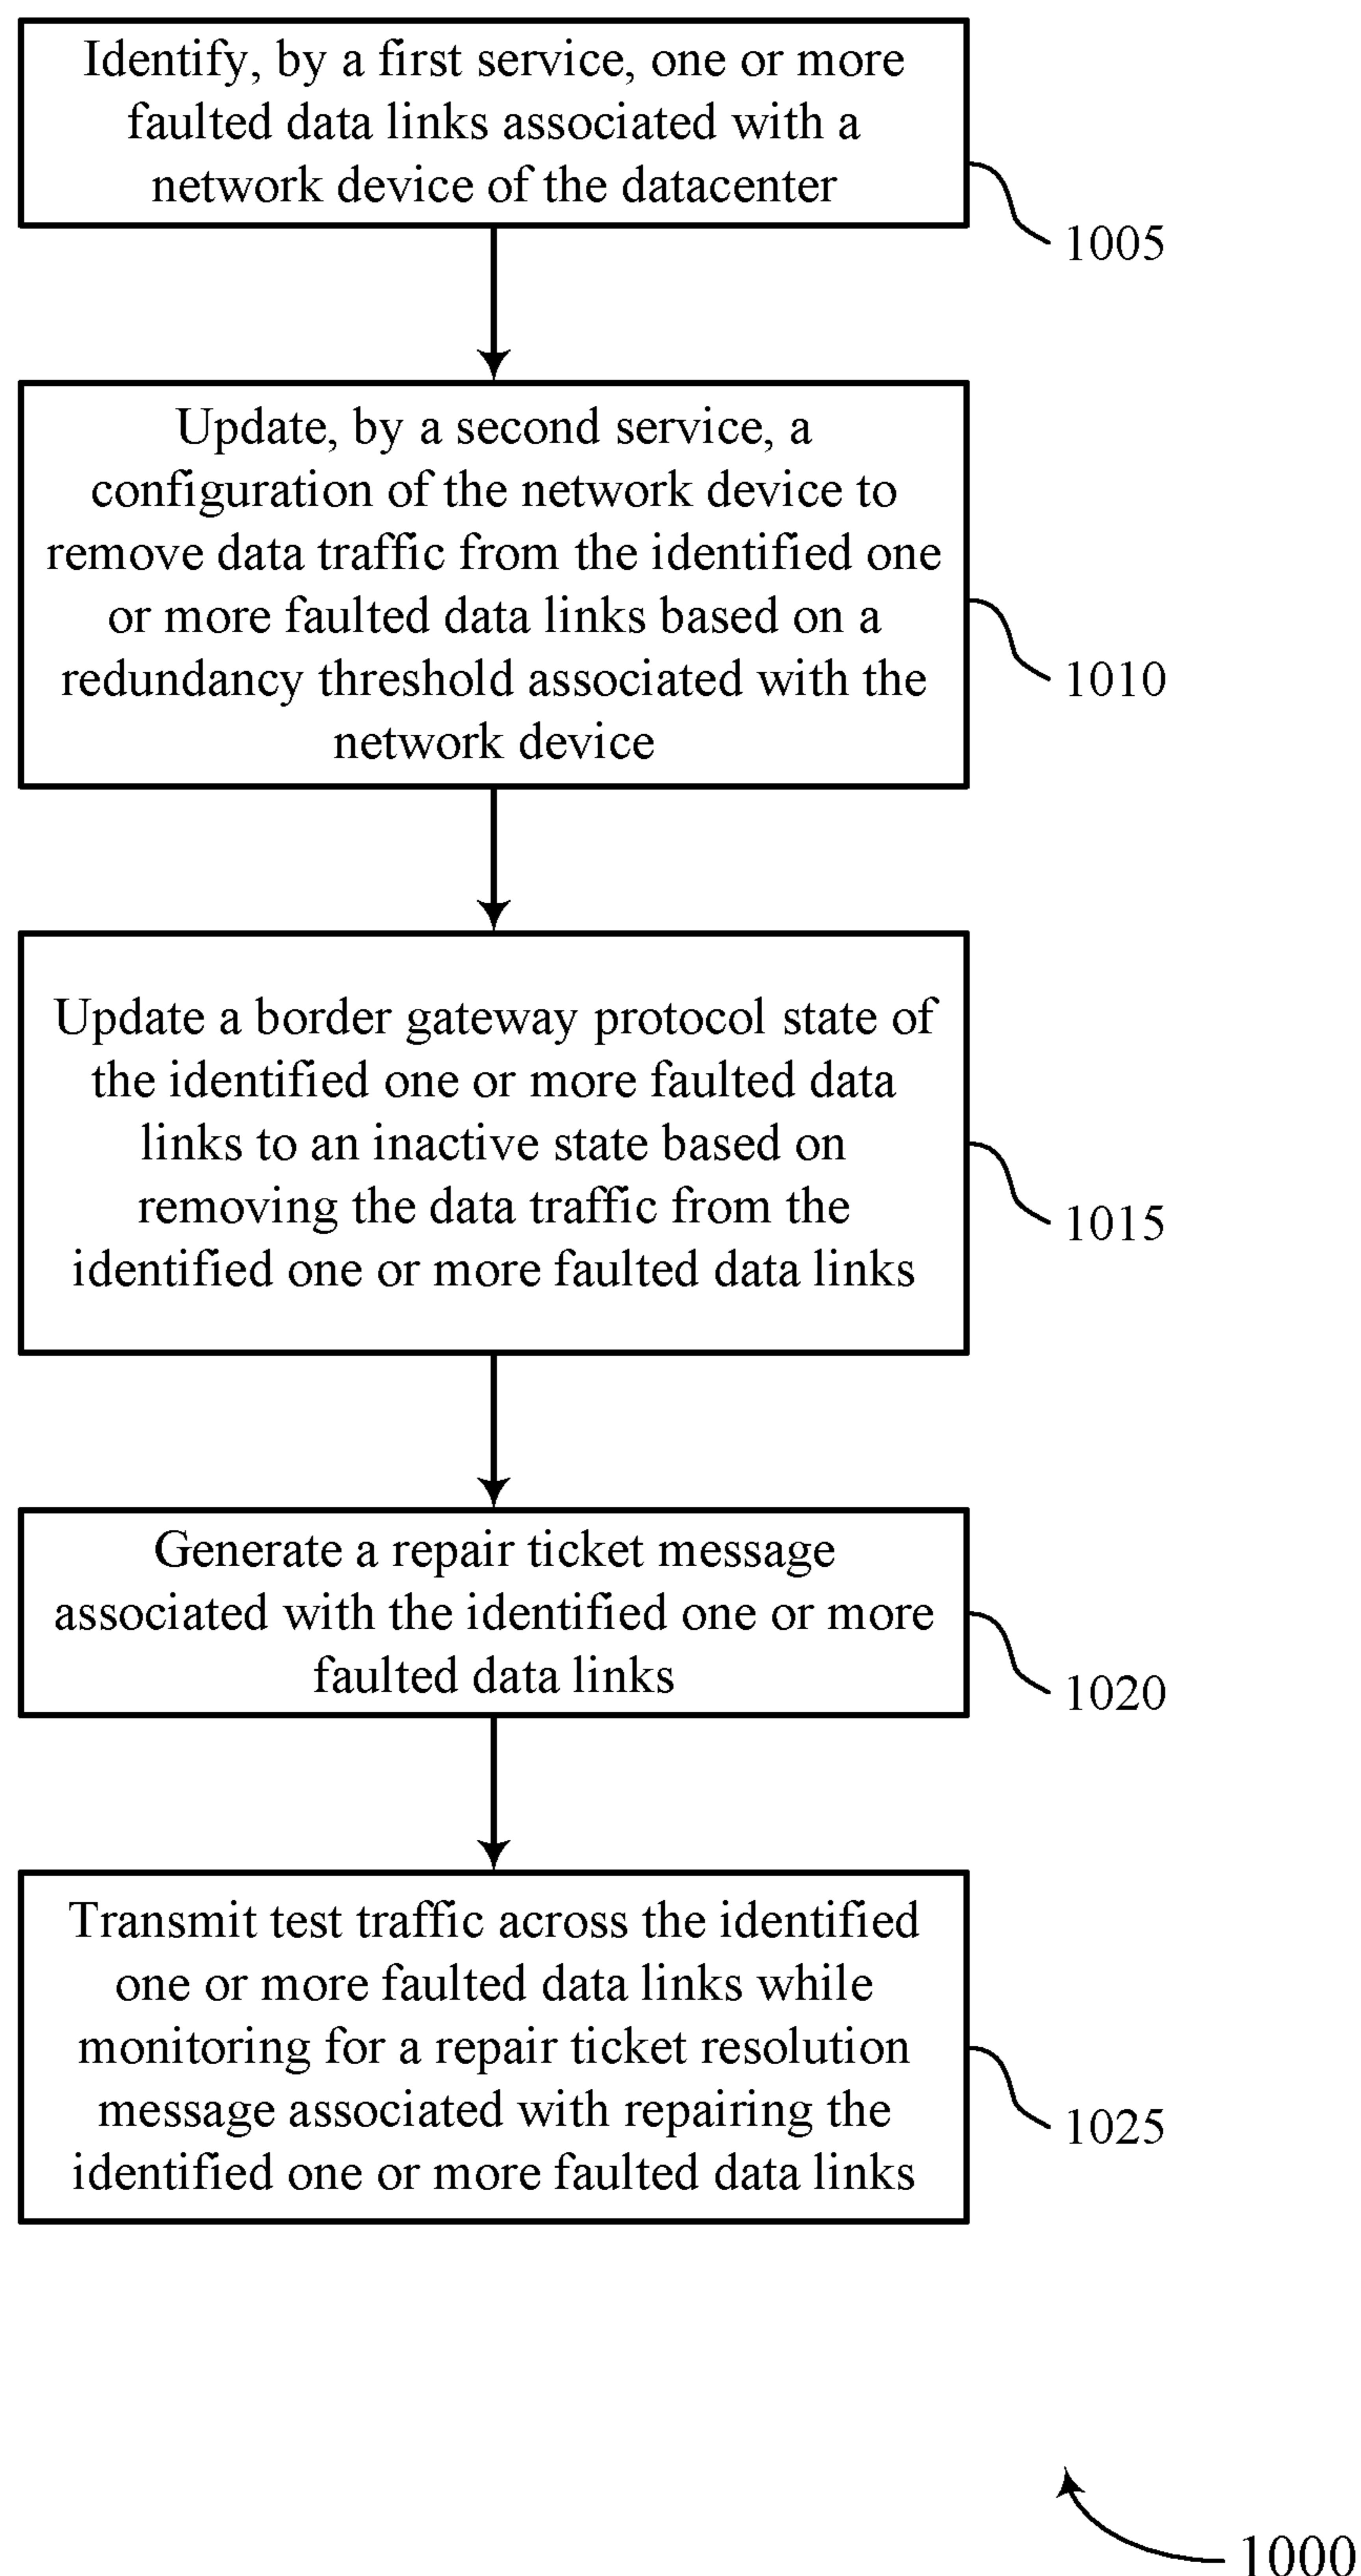 Identify, by a first service, one or more
faulted data links associated with a
network device of the datacenter
1005
Update, by a second service, a
configuration of the network device to
remove data traffic from the identified one
or more faulted data links based on a
redundancy threshold associated with the
network device
1010
Update a border gateway protocol state of
the identified one or more faulted data
links to an inactive state based on
removing the data traffic from the
identified one or more faulted data links
1015
Generate a repair ticket message
associated with the identified one or more
faulted data links
1020
Transmit test traffic across the identified
one or more faulted data links while
monitoring for a repair ticket resolution
message associated with repairing the
identified one or more faulted data links
1025
1000